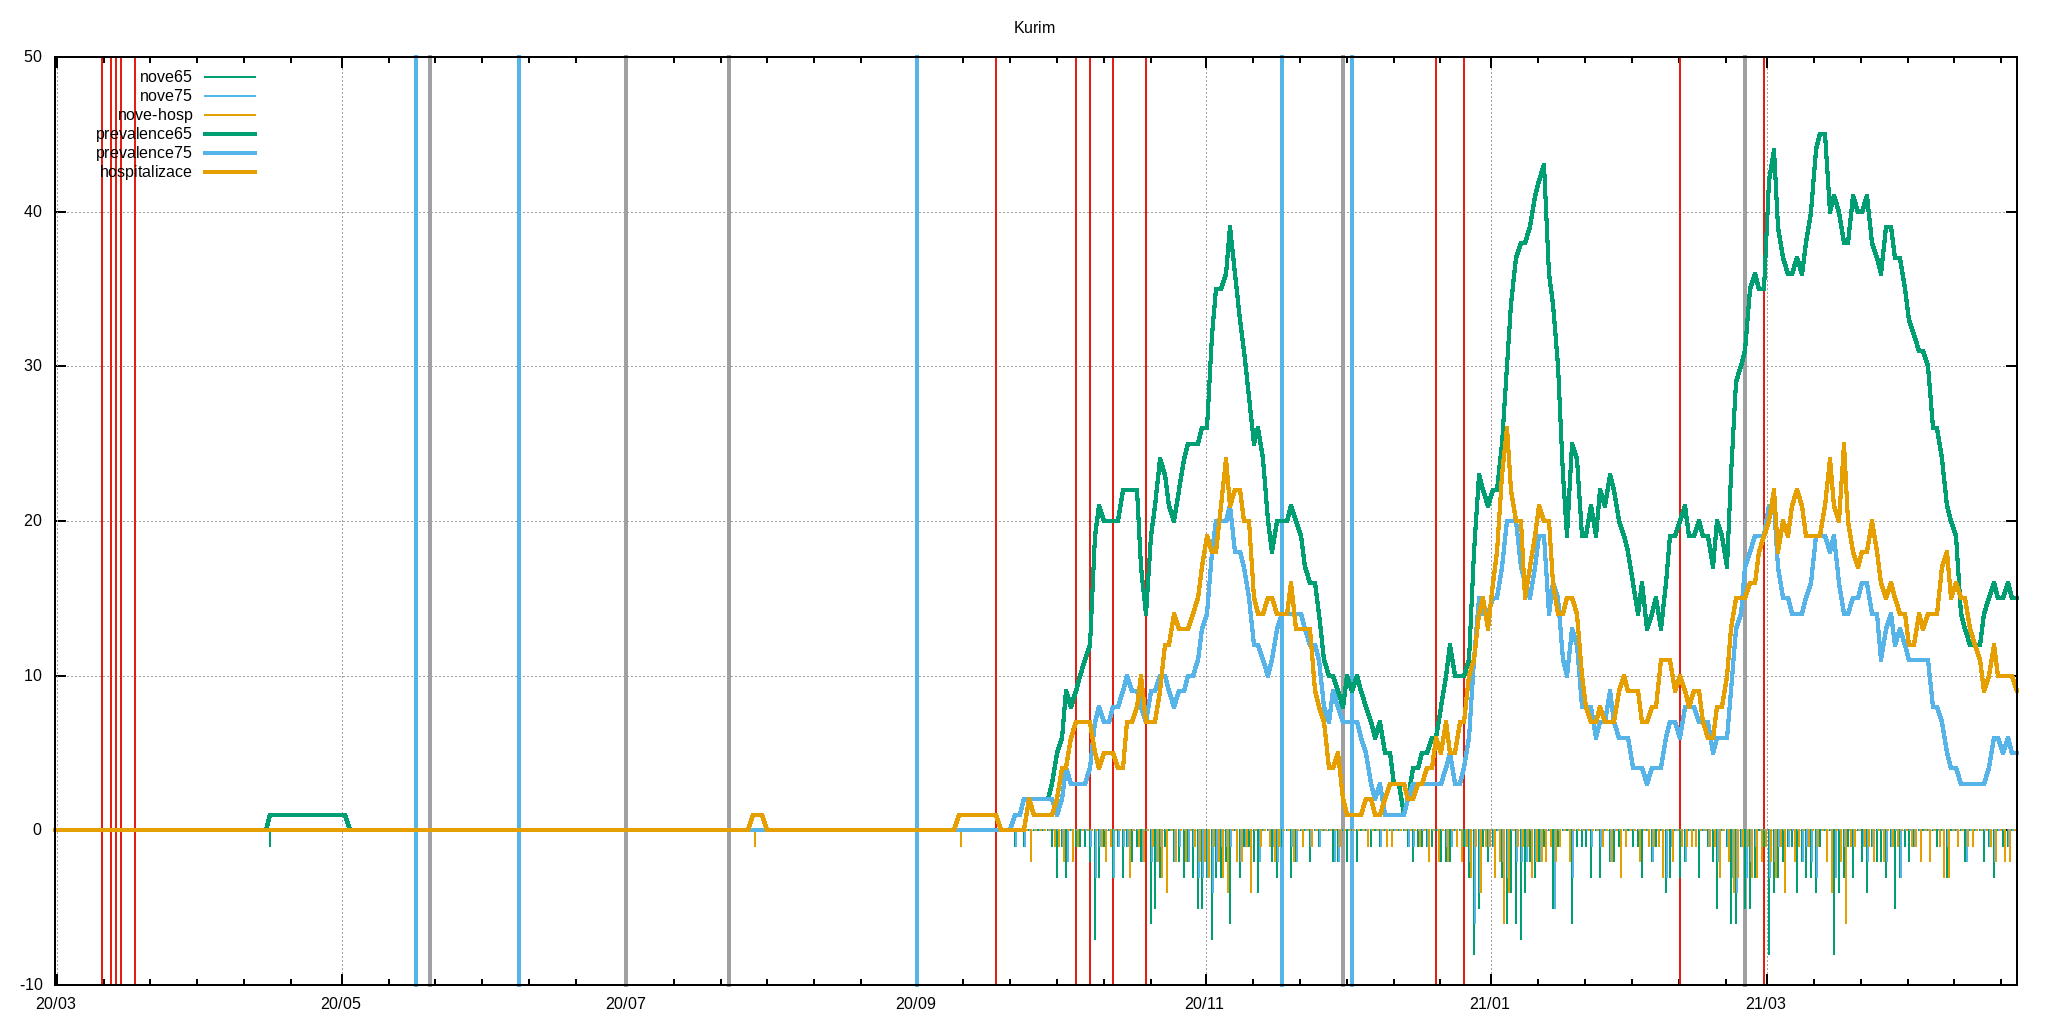 Kurim
50
nove65
nove75
nove-hosp
prevalence65
prevalence75
hospitalizace
40
30
20
10
0
-10
20/03 20/05 20/07 20/09 20/11 21/01 21/03